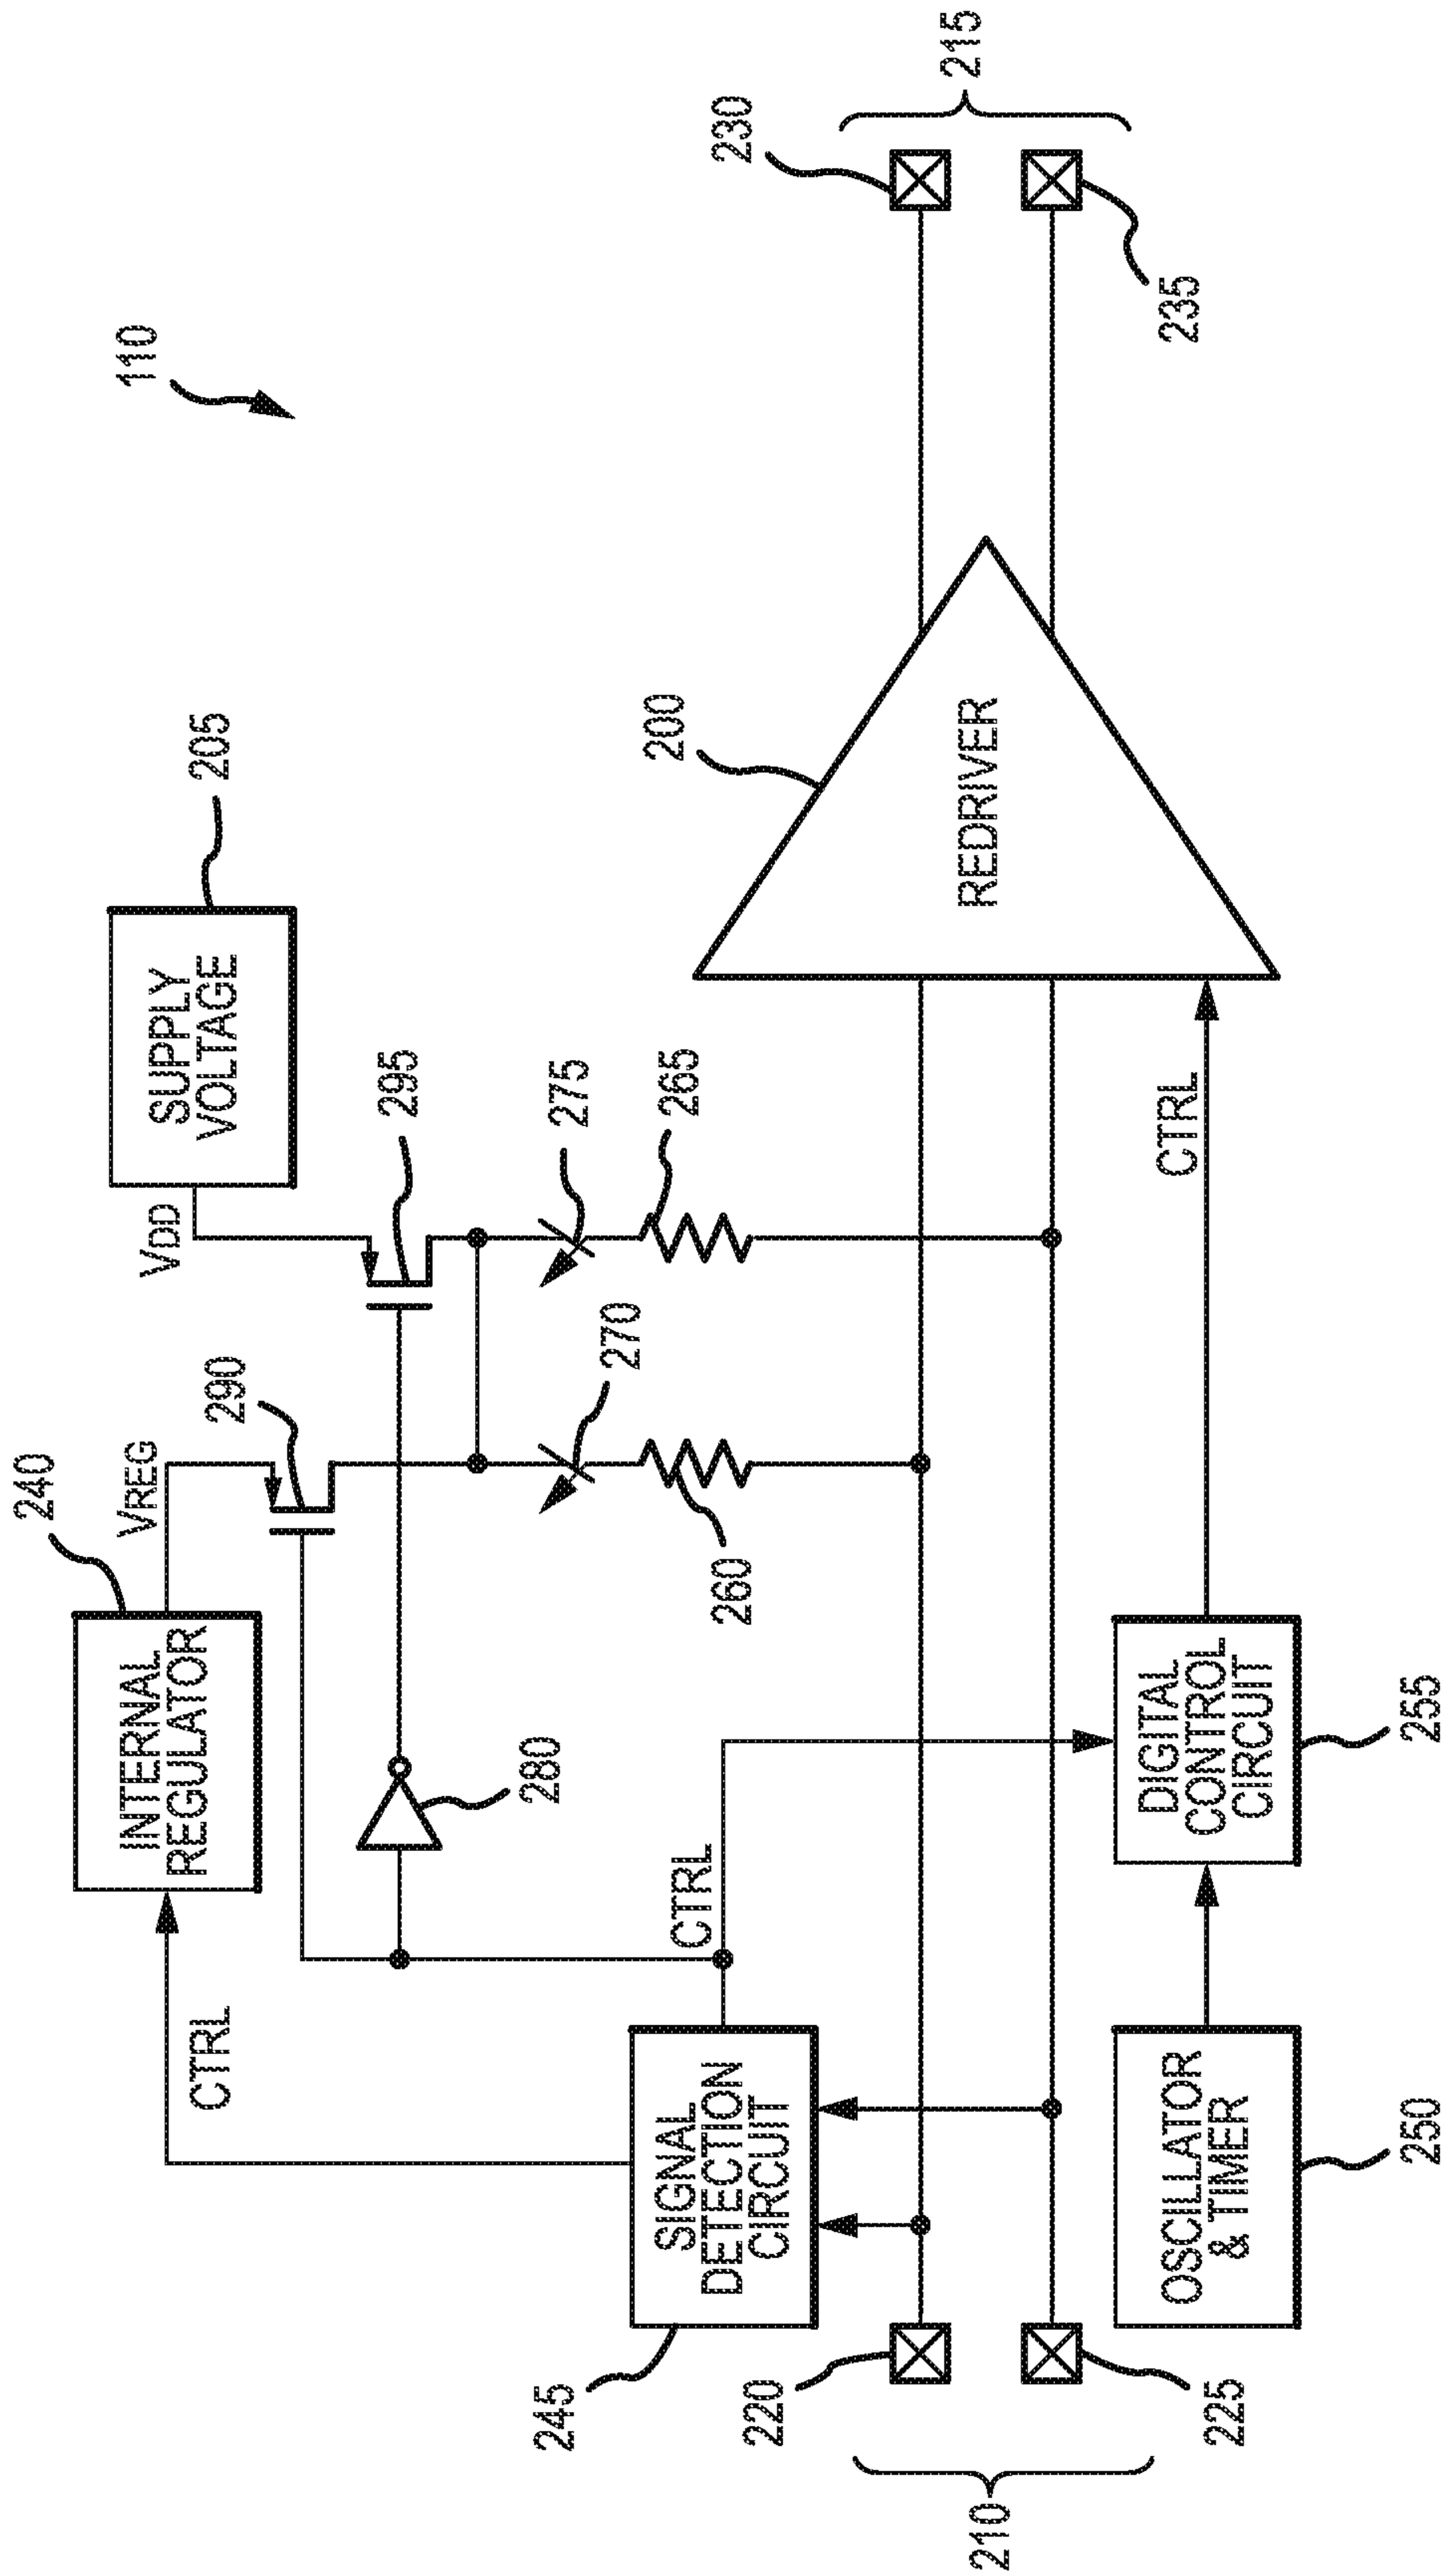 110
SUPPLY
VOLTAGE
205
INTERNAL
REGULATOR
240
VREG
290
VDD
295
CTRL
280
270
275
260
265
200
REDRIVER
230
235
215
SIGNAL
DETECTION
CIRCUIT
245
CTRL
220
225
210
OSCILLATOR
& TIMER
250
DIGITAL
CONTROL
CIRCUIT
255
CTRL